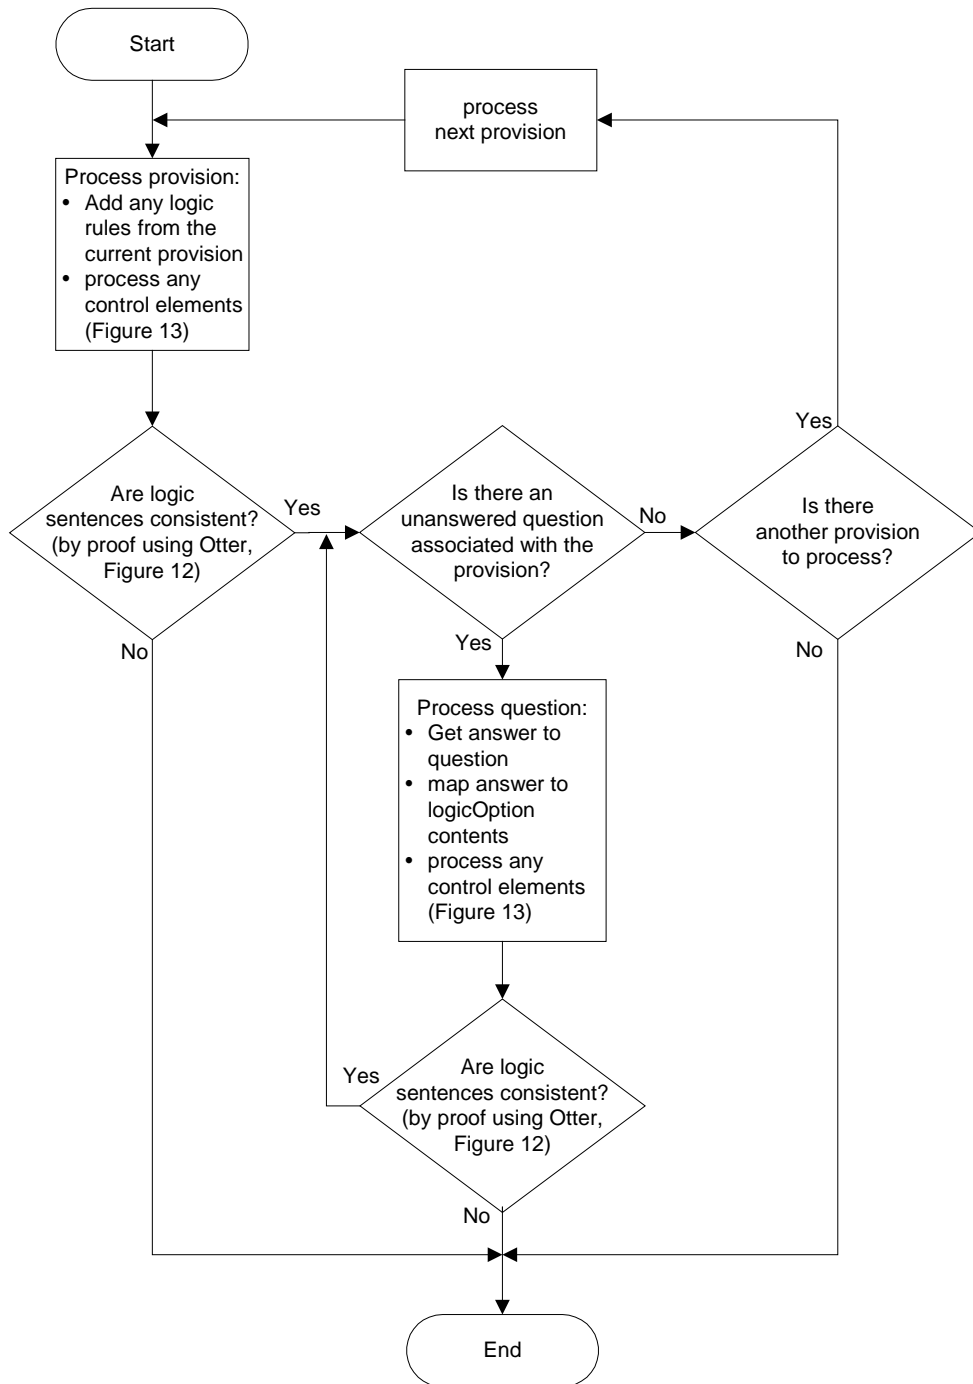 Start
process
next provision
Process provision:
• Add any logic
rules from the
current provision
• process any
control elements
(Figure 13)
Are logic
sentences consistent?
(by proof using Otter,
Figure 12)
Yes
No
Is there an
unanswered question
associated with the
provision?
No
Yes
Yes
Is there
another provision
to process?
No
Process question:
• Get answer to
question
• map answer to
logicOption
contents
• process any
control elements
(Figure 13)
Yes
Are logic
sentences consistent?
(by proof using Otter,
Figure 12)
No
End